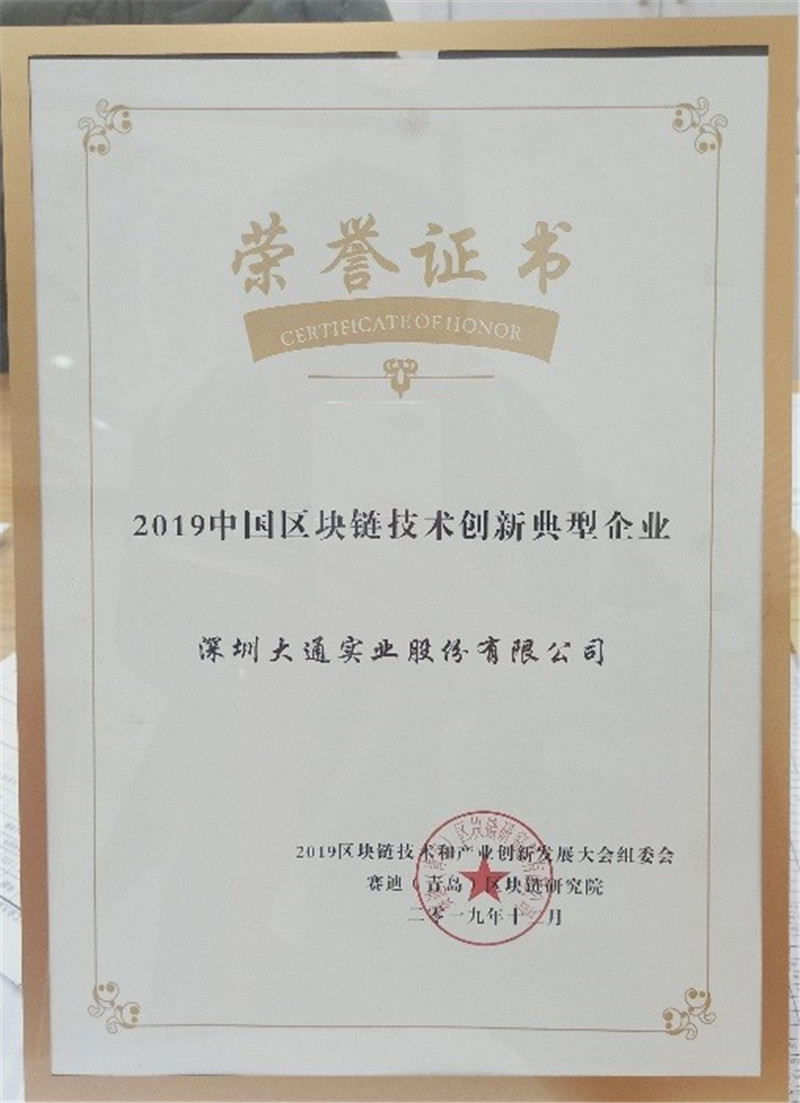 荣誉证书
CERTIFICATE OF HONOR
2019中国区块链技术创新典型企业
深圳大通实业股份有限公司
2019区块链技术和产业创新发展大会组委会
赛迪（青岛）区块链研究院
二零一九年十二月